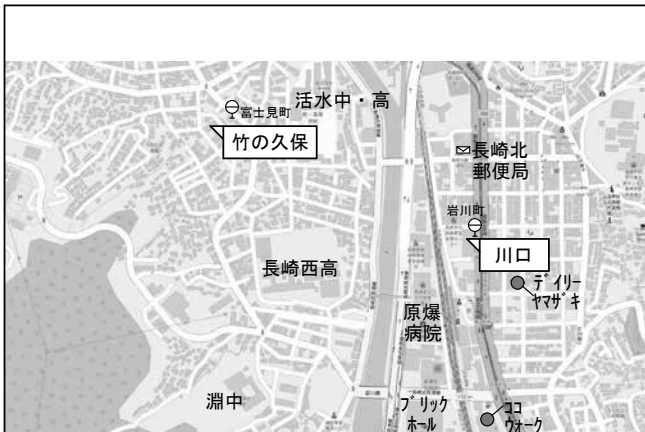 活水中・高
富士見町
竹の久保
長崎北
郵便局
岩川町
川口
長崎西高
デイリー
ヤマザキ
原爆
病院
淵中
ブリック
ホール
ココ
ウォーク